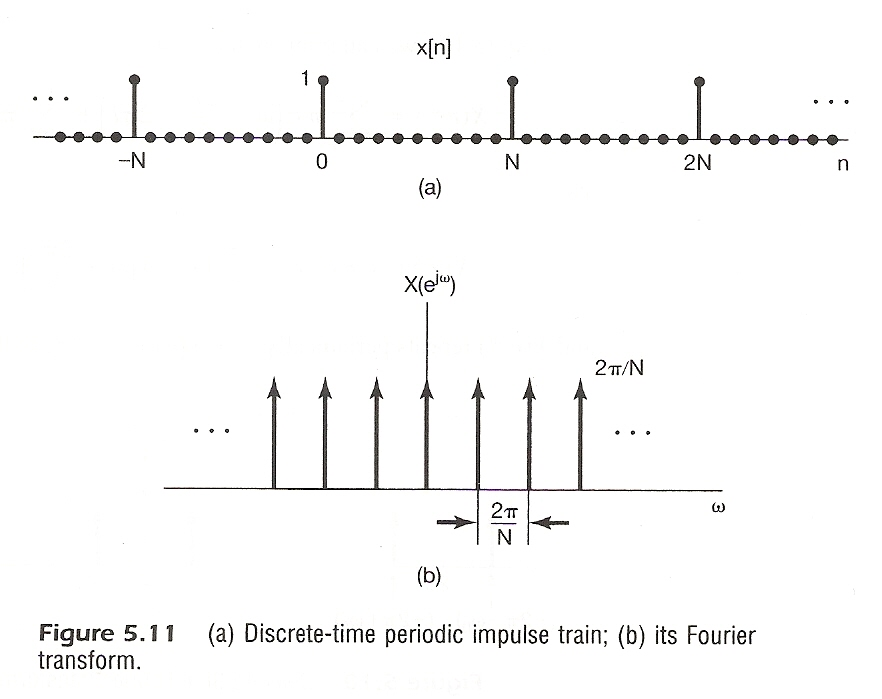 x[n]
1
. . .
. . .
–N
0
N
2N
n
(a)
X(e^jω)
2π/N
. . .
. . .
2π
N
ω
(b)
Figure 5.11 (a) Discrete-time periodic impulse train; (b) its Fourier
transform.